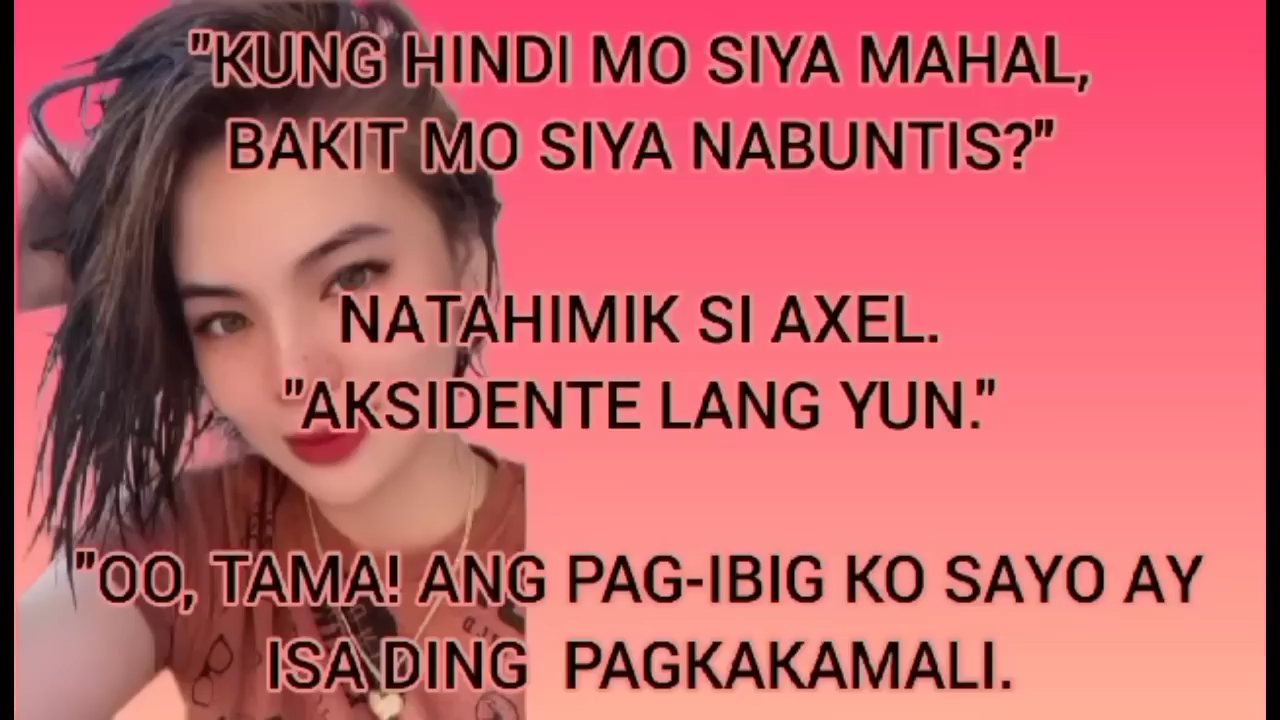 "KUNG HINDI MO SIYA MAHAL,
BAKIT MO SIYA NABUNTIS?"
NATAHIMIK SI AXEL.
"AKSIDENTE LANG YUN."
"OO, TAMA! ANG PAG-IBIG KO SAYO AY
ISA DING PAGKAKAMALI.